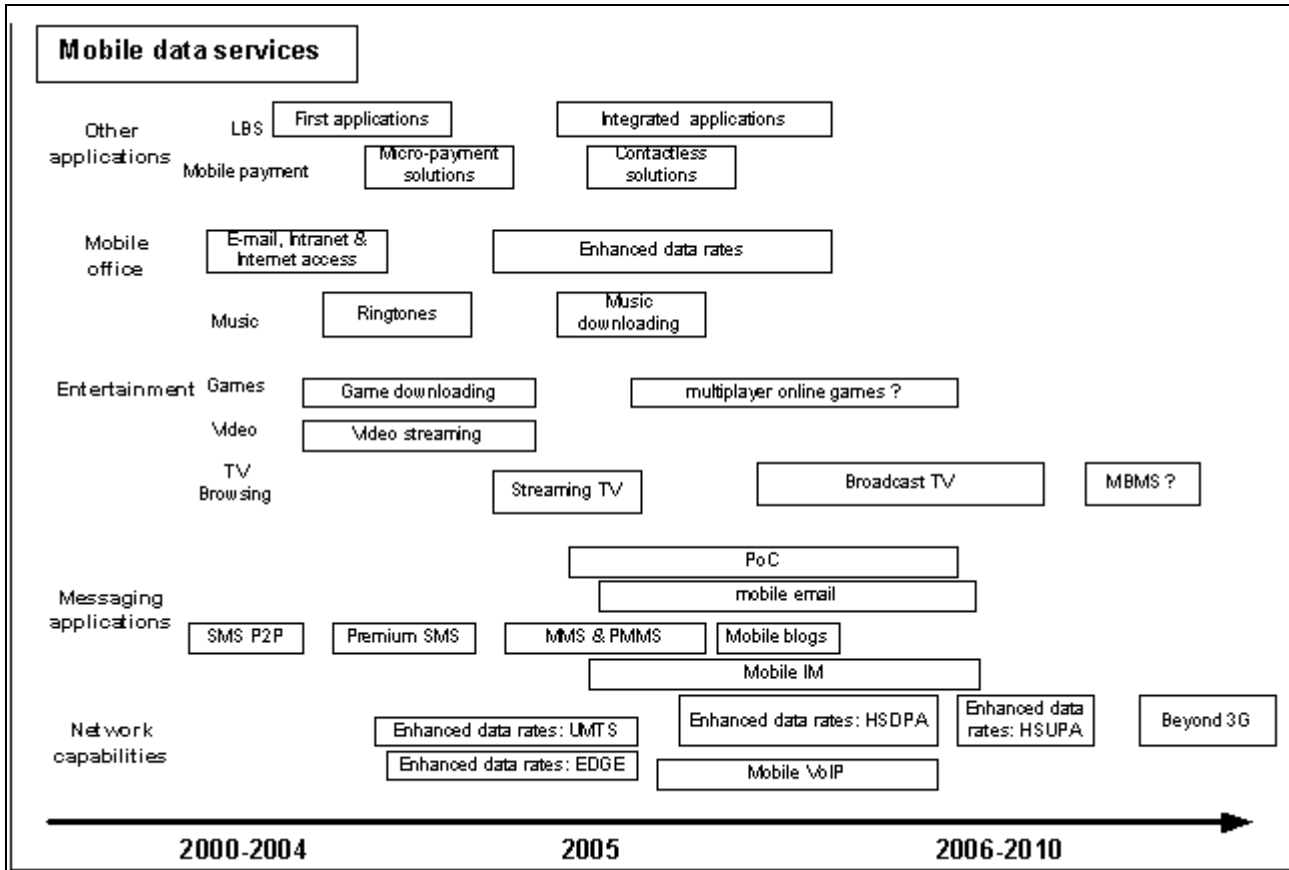 Mobile data services
Other
applications
LBS
First applications
Integrated applications
Mobile payment
Micro-payment
solutions
Contactless
solutions
Mobile
office
E-mail, Intranet &
Internet access
Enhanced data rates
Music
Ringtones
Music
downloading
Entertainment
Games
Game downloading
multiplayer online games ?
Video
Video streaming
TV
Browsing
Streaming TV
Broadcast TV
MBMS ?
Messaging
applications
PoC
mobile email
SMS P2P
Premium SMS
MMS & PMMS
Mobile blogs
Mobile IM
Network
capabilities
Enhanced data rates: UMTS
Enhanced data rates: HSDPA
Enhanced data
rates: HSUPA
Beyond 3G
Enhanced data rates: EDGE
Mobile VoIP
2000-2004
2005
2006-2010